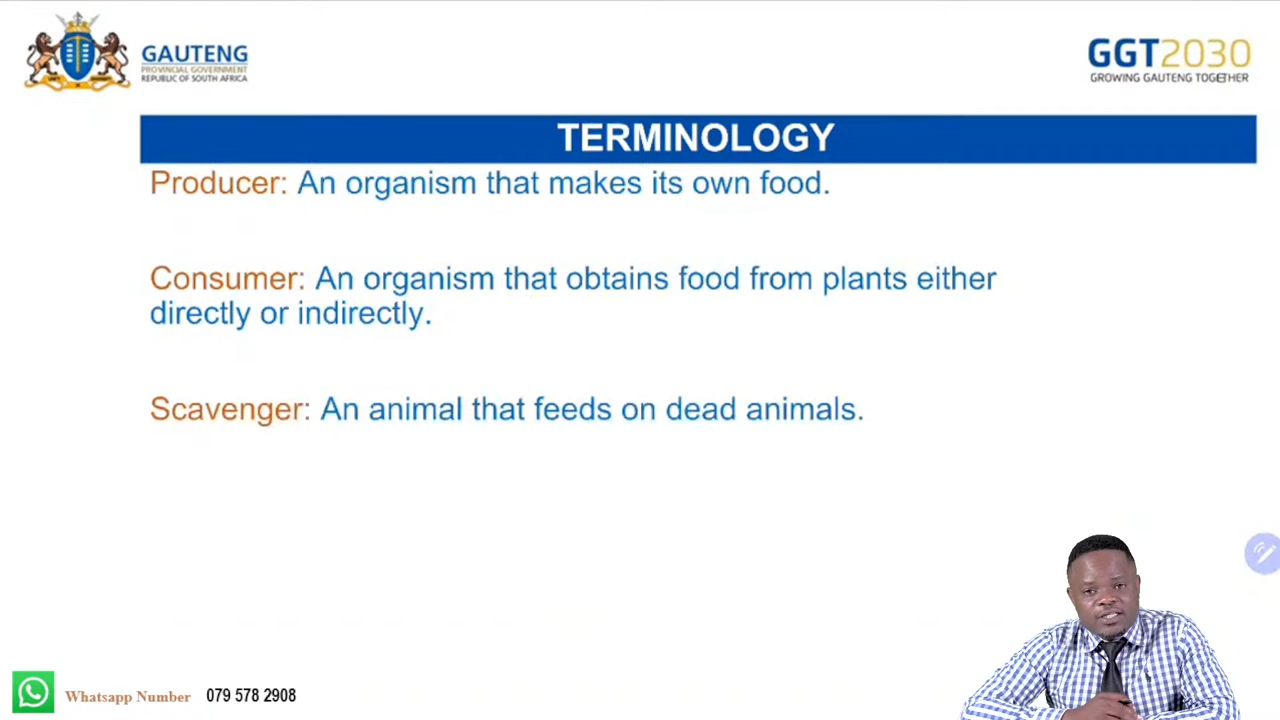 GAUTENG
PROVINCIAL GOVERNMENT
REPUBLIC OF SOUTH AFRICA
GGT2030
GROWING GAUTENG TOGETHER
TERMINOLOGY
Producer: An organism that makes its own food.
Consumer: An organism that obtains food from plants either
directly or indirectly.
Scavenger: An animal that feeds on dead animals.
Whatsapp Number 079 578 2908